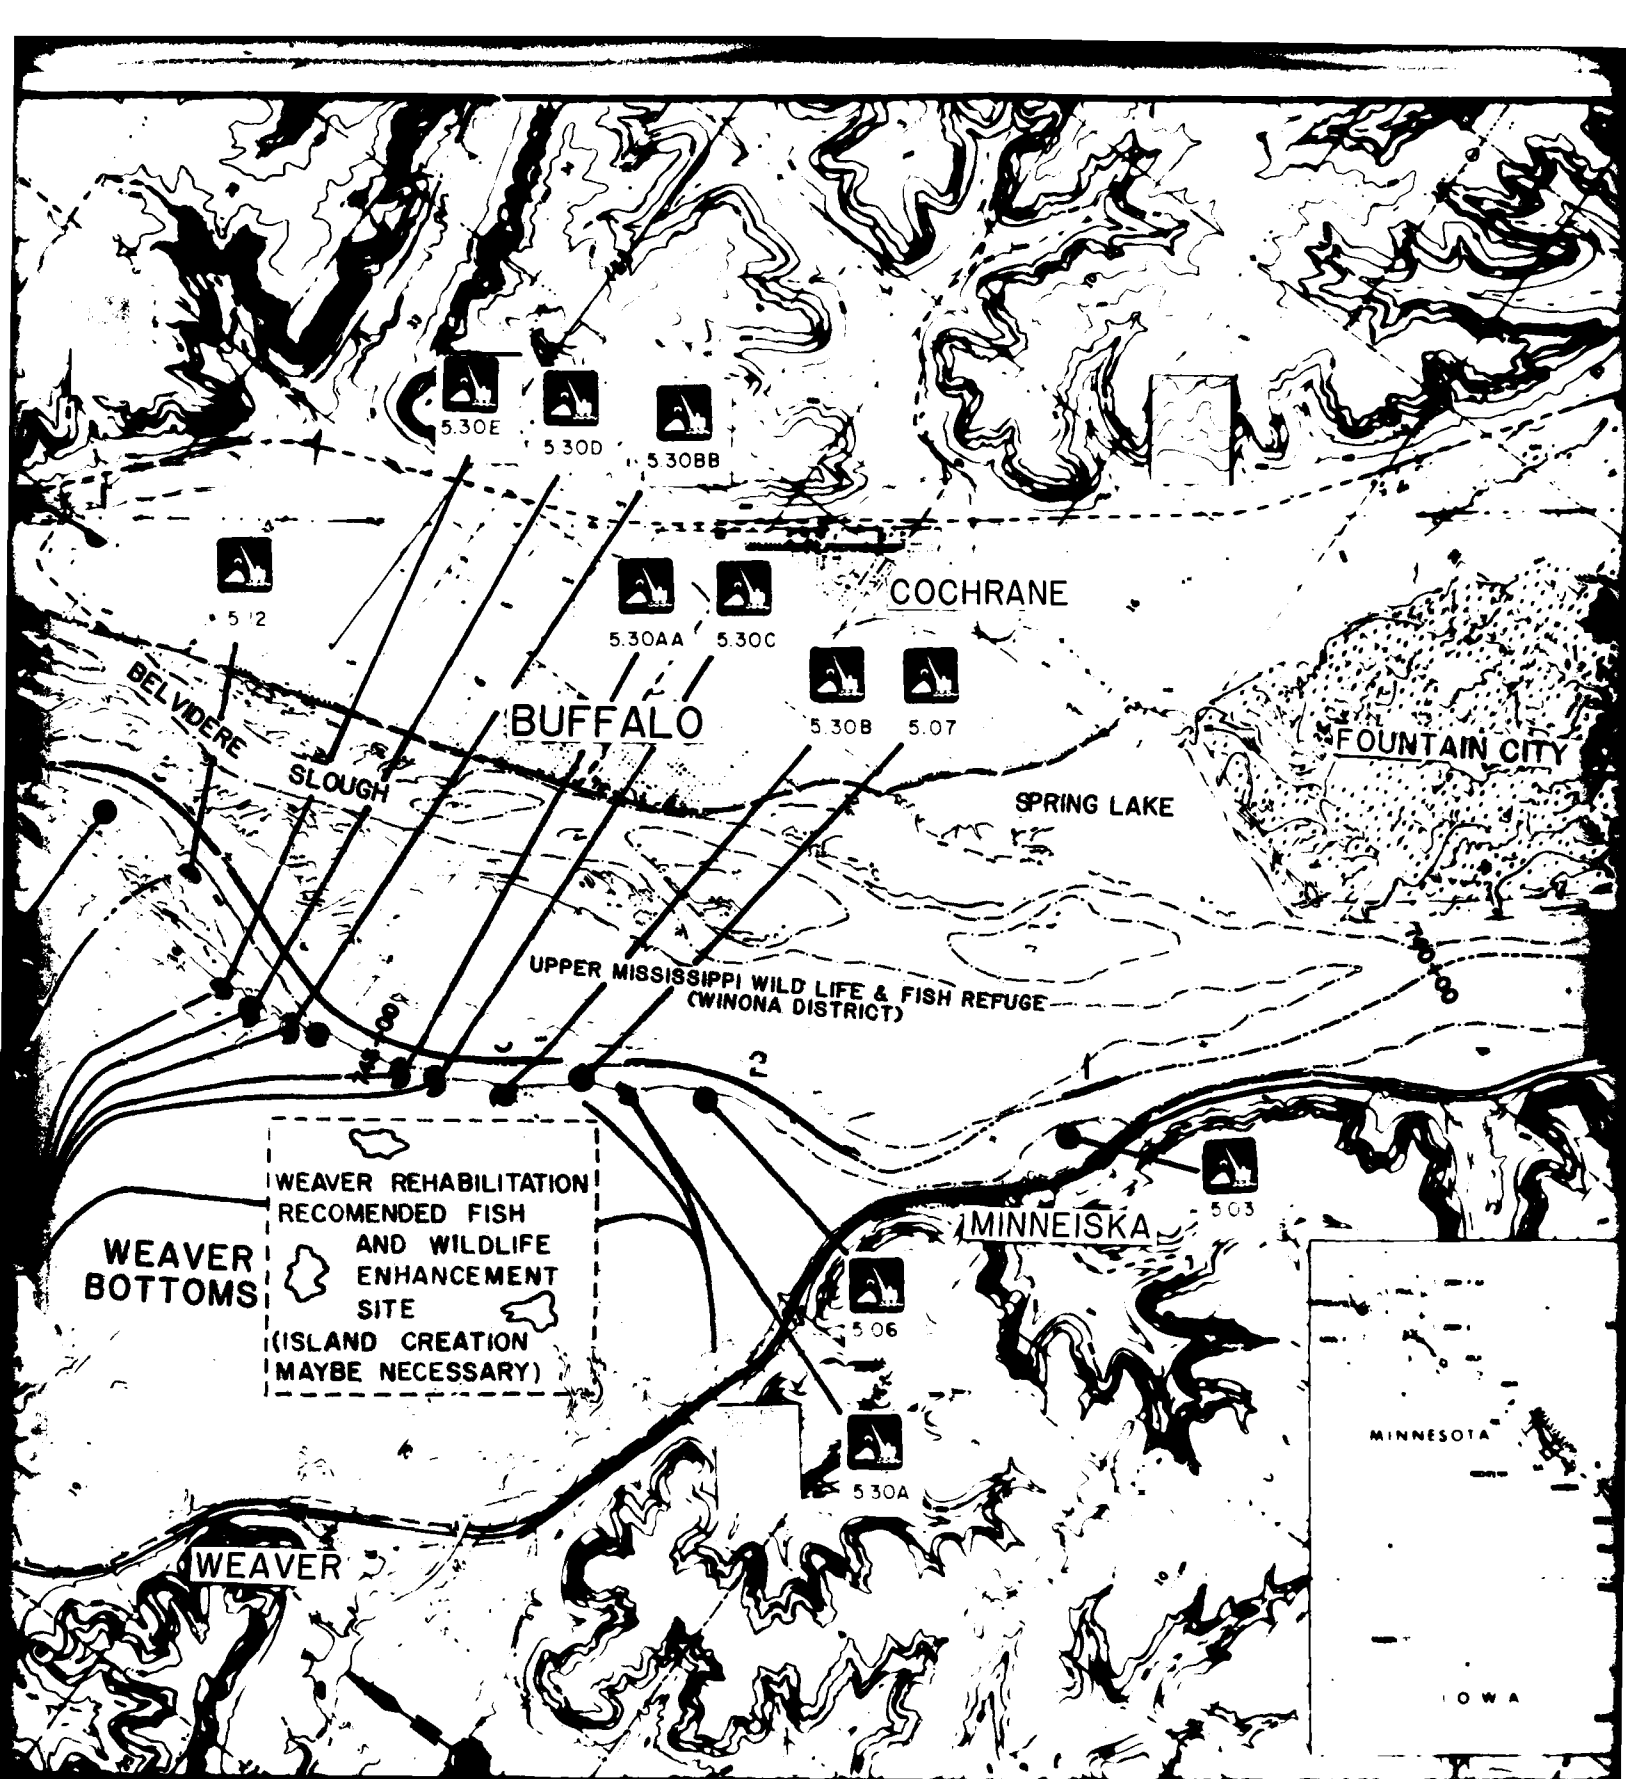 5.30E
5.30D
5.30BB
5.12
5.30AA
5.30C
COCHRANE
BELVIDERE
SLOUGH
BUFFALO
5.30B
5.07
FOUNTAIN CITY
SPRING LAKE
UPPER MISSISSIPPI WILD LIFE & FISH REFUGE
(WINONA DISTRICT)
2
1
WEAVER REHABILITATION
RECOMENDED FISH
AND WILDLIFE
ENHANCEMENT
SITE
(ISLAND CREATION
MAYBE NECESSARY)
WEAVER
BOTTOMS
MINNEISKA
5.03
5.06
5.30A
WEAVER
MINNESOTA
IOWA